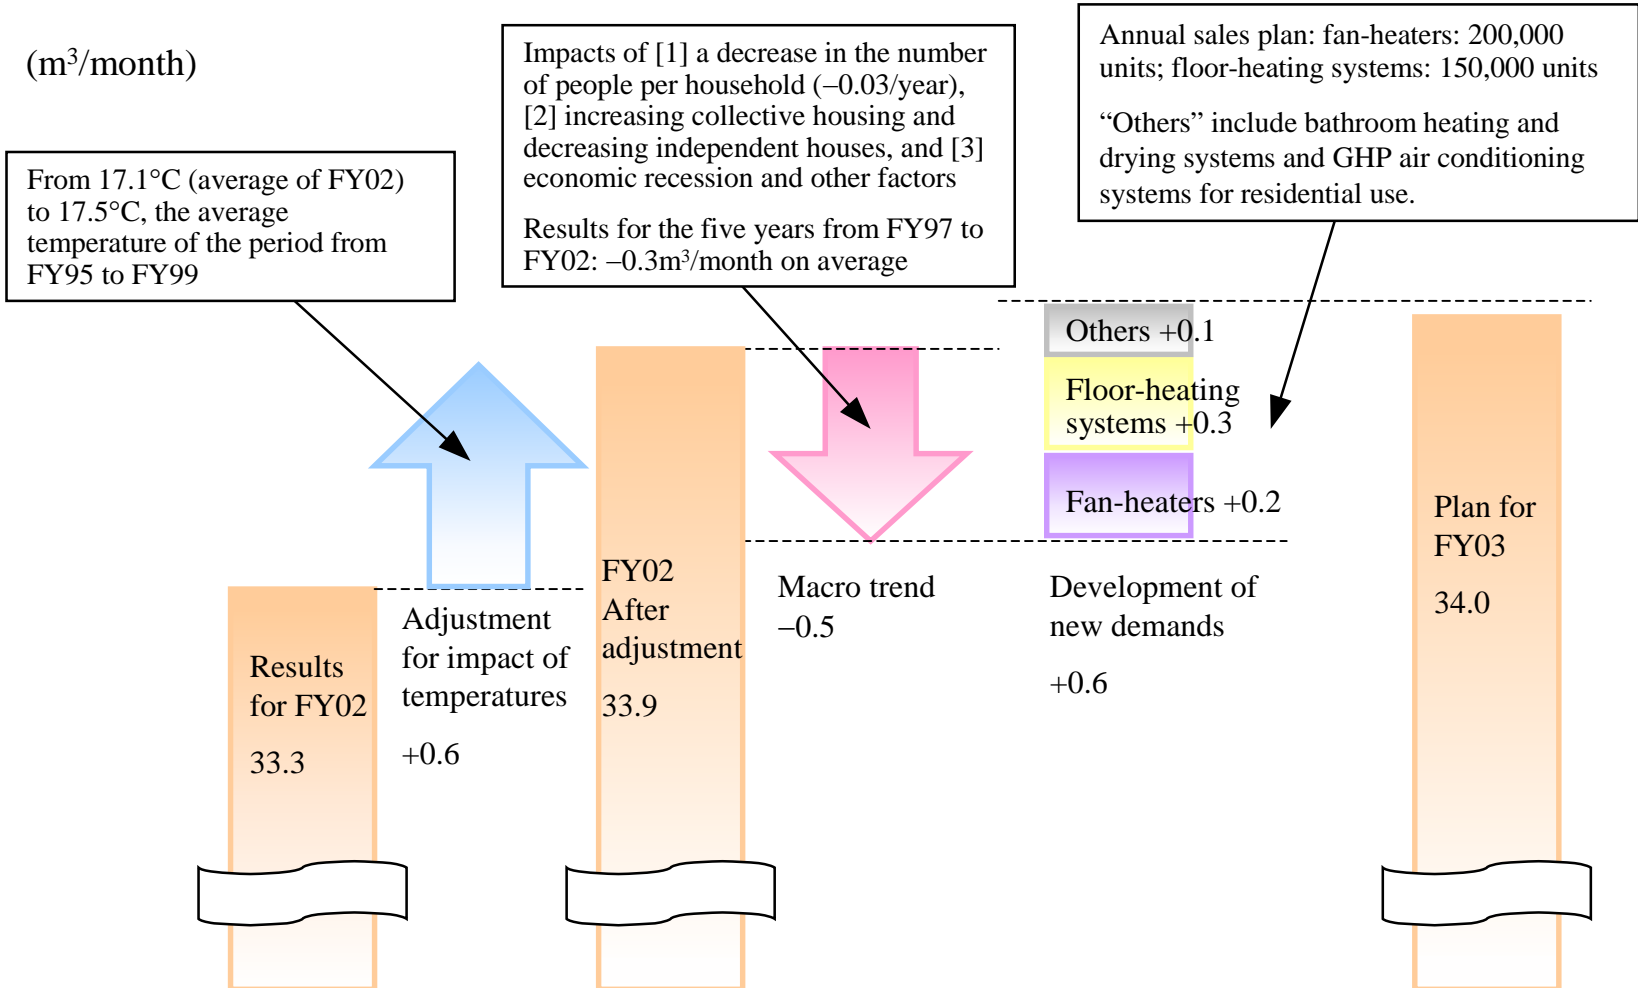 (m³/month)
From 17.1°C (average of FY02)
to 17.5°C, the average
temperature of the period from
FY95 to FY99
Impacts of [1] a decrease in the number
of people per household (–0.03/year),
[2] increasing collective housing and
decreasing independent houses, and [3]
economic recession and other factors
Results for the five years from FY97 to
FY02: –0.3m³/month on average
Annual sales plan: fan-heaters: 200,000
units; floor-heating systems: 150,000 units
“Others” include bathroom heating and
drying systems and GHP air conditioning
systems for residential use.
Results
for FY02
33.3
Adjustment
for impact of
temperatures
+0.6
FY02
After
adjustment
33.9
Macro trend
–0.5
Others +0.1
Floor-heating
systems +0.3
Fan-heaters +0.2
Development of
new demands
+0.6
Plan for
FY03
34.0